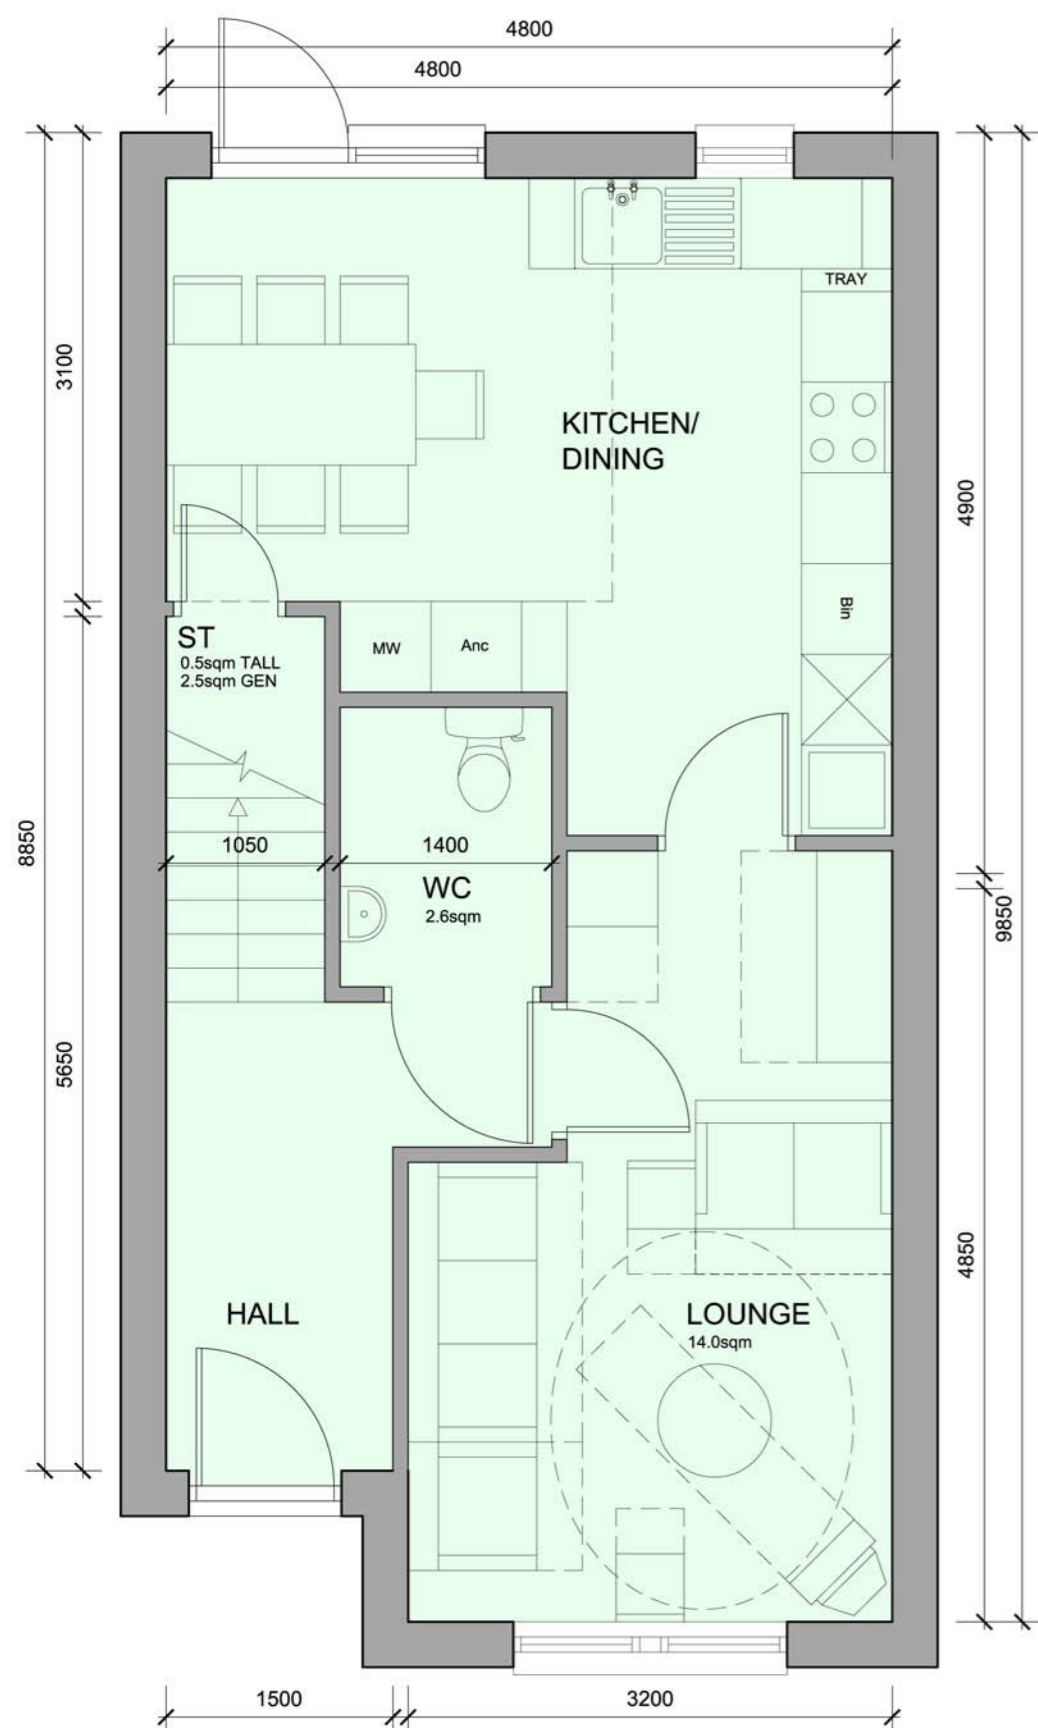 4800
4800
3100
TRAY
KITCHEN/
DINING
4900
Bin
ST
0.5sqm TALL
2.5sqm GEN
MW
Anc
8850
1050
1400
WC
2.6sqm
9850
5650
4850
HALL
LOUNGE
14.0sqm
1500
3200